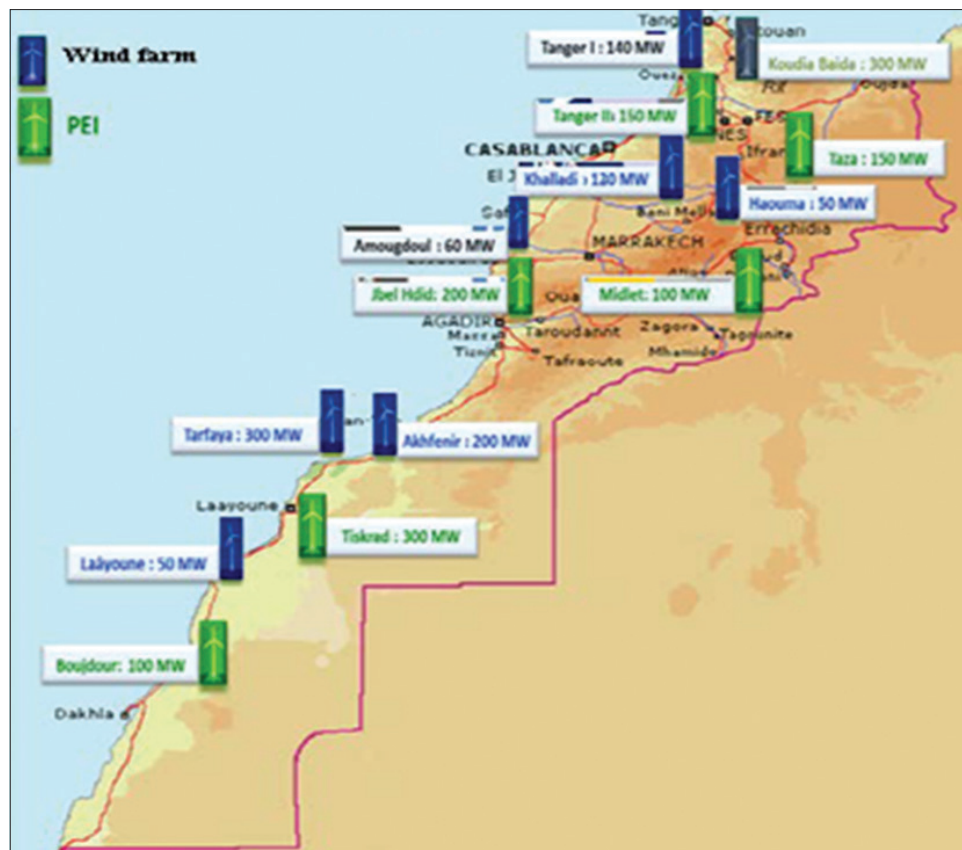 Wind farm
PEI
Tanger I : 140 MW
Koudia Baida : 300 MW
Tanger II: 150 MW
Taza : 150 MW
CASABLANCA
Khalladi : 120 MW
Haouma : 50 MW
Errachidia
Amougdoul : 60 MW
MARRAKECH
Jbel Hdid: 200 MW
Midlet: 100 MW
AGADIR
Taroudannt
Zagora
Tagounite
Tiznit
Tafraoute
Mhamido
Tarfaya : 300 MW
Akhfenir : 200 MW
Laayoune
Tiskrad : 300 MW
Laâyoune : 50 MW
Boujdour: 100 MW
Dakhla